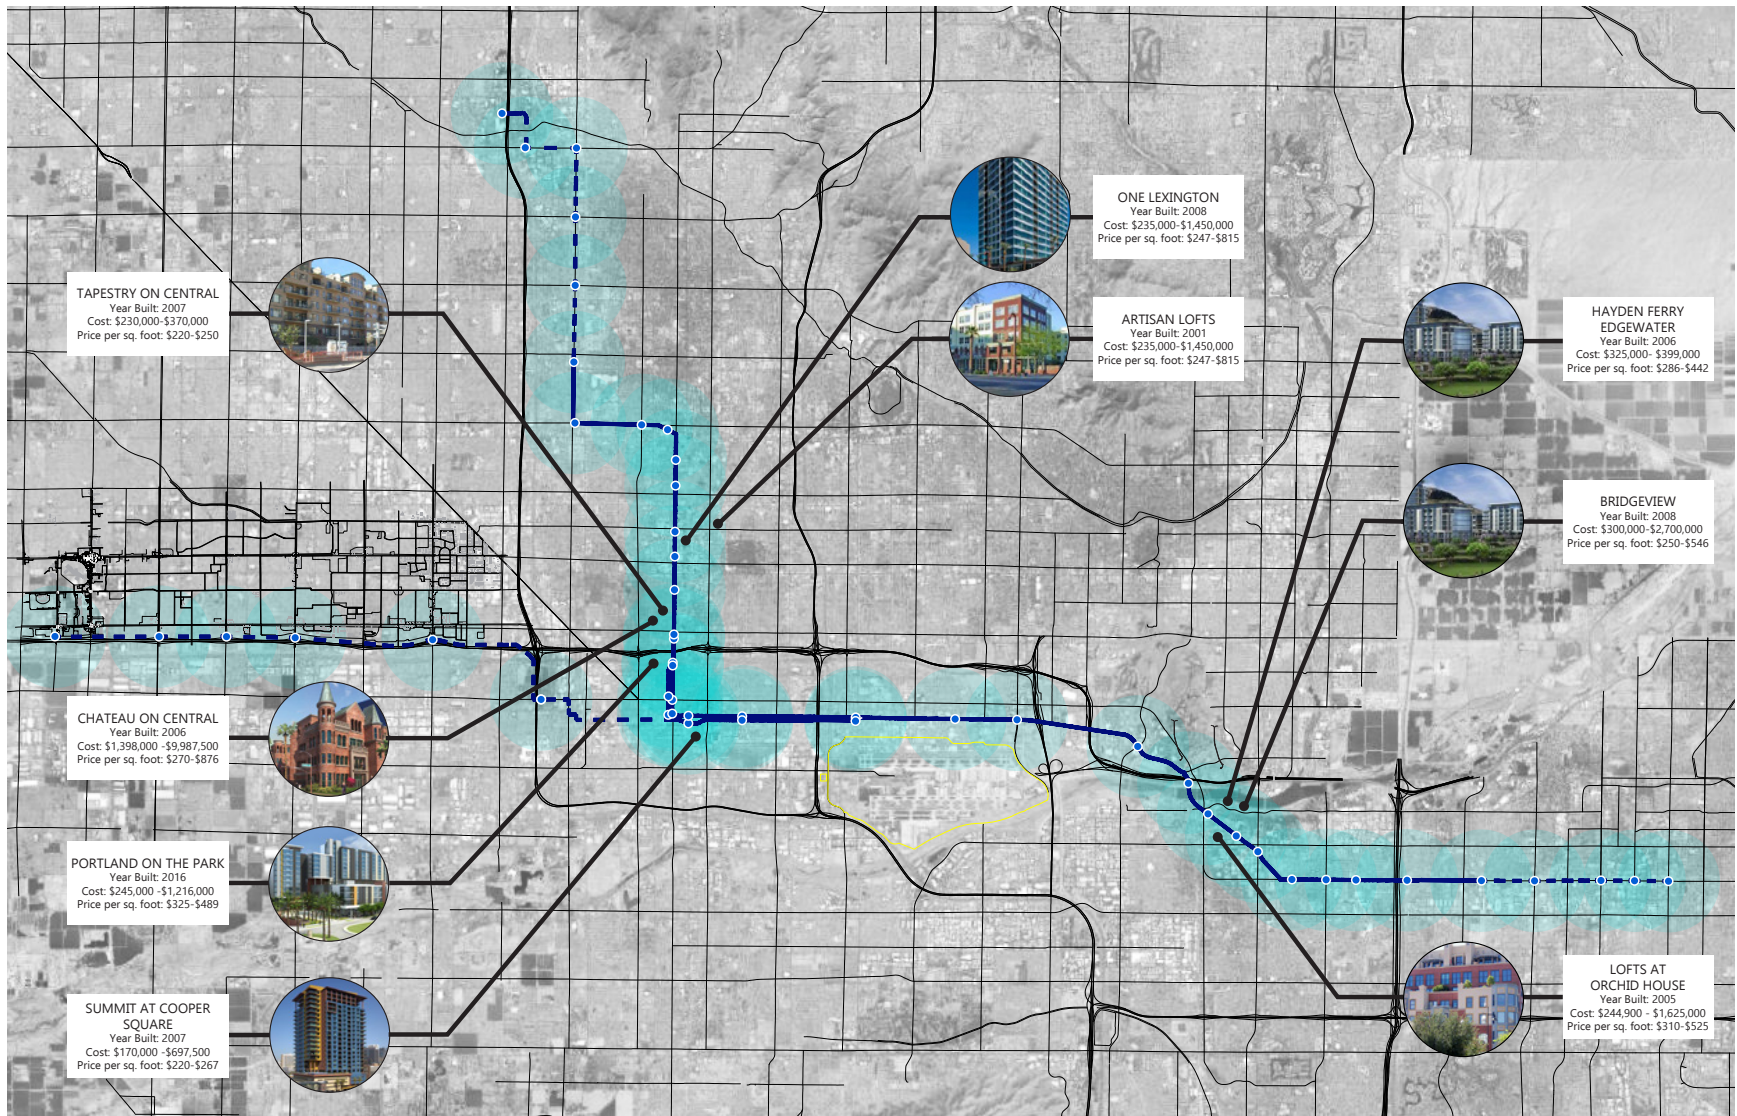 ONE LEXINGTON
Year Built: 2008
Cost: $235,000-$1,450,000
Price per sq. foot: $247-$815
TAPESTRY ON CENTRAL
Year Built: 2007
Cost: $230,000-$370,000
Price per sq. foot: $220-$250
ARTISAN LOFTS
Year Built: 2001
Cost: $235,000-$1,450,000
Price per sq. foot: $247-$815
HAYDEN FERRY
EDGEWATER
Year Built: 2006
Cost: $325,000- $399,000
Price per sq. foot: $286-$442
BRIDGEVIEW
Year Built: 2008
Cost: $300,000-$2,700,000
Price per sq. foot: $250-$546
CHATEAU ON CENTRAL
Year Built: 2006
Cost: $1,398,000 -$9,987,500
Price per sq. foot: $270-$876
PORTLAND ON THE PARK
Year Built: 2016
Cost: $245,000 -$1,216,000
Price per sq. foot: $325-$489
SUMMIT AT COOPER
SQUARE
Year Built: 2007
Cost: $170,000 -$697,500
Price per sq. foot: $220-$267
LOFTS AT
ORCHID HOUSE
Year Built: 2005
Cost: $244,900 - $1,625,000
Price per sq. foot: $310-$525